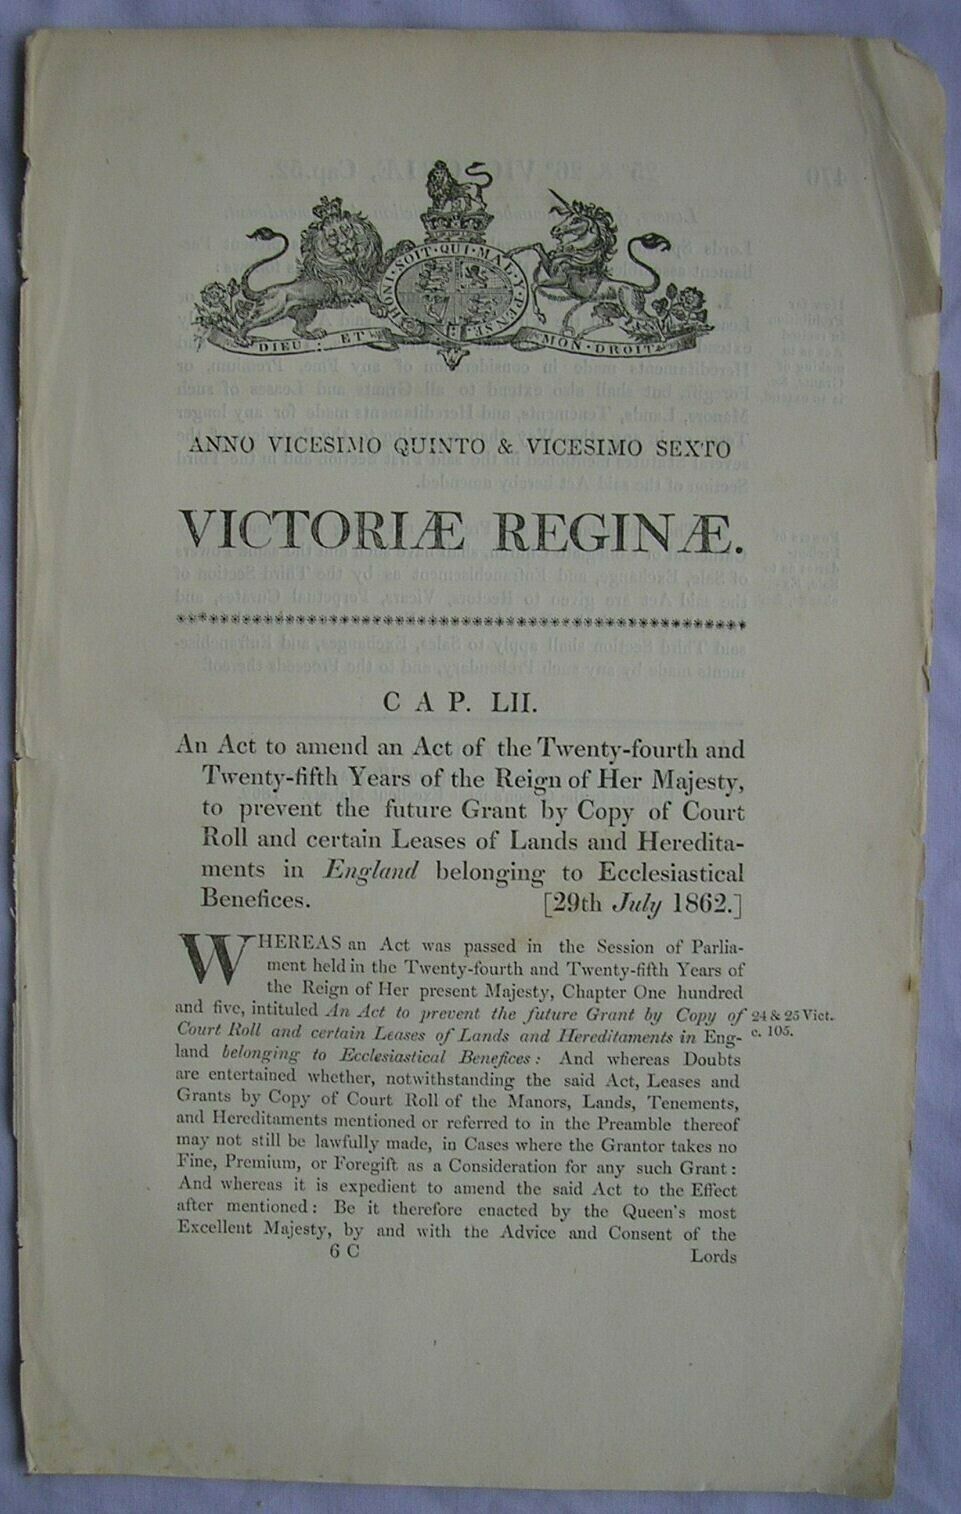 HONI·SOIT·QUI·MAL·Y·PENSE
DIEU ET MON·DROIT
ANNO VICESIMO QUINTO & VICESIMO SEXTO
VICTORIÆ REGINÆ.
CAP. LII.
An Act to amend an Act of the Twenty-fourth and
Twenty-fifth Years of the Reign of Her Majesty,
to prevent the future Grant by Copy of Court
Roll and certain Leases of Lands and Heredita-
ments in England belonging to Ecclesiastical
Benefices. [29th July 1862.]
WHEREAS an Act was passed in the Session of Parlia-
ment held in the Twenty-fourth and Twenty-fifth Years of
the Reign of Her present Majesty, Chapter One hundred
and five, intituled An Act to prevent the future Grant by Copy of 24 & 25 Vict.
Court Roll and certain Leases of Lands and Hereditaments in Eng- c. 105.
land belonging to Ecclesiastical Benefices: And whereas Doubts
are entertained whether, notwithstanding the said Act, Leases and
Grants by Copy of Court Roll of the Manors, Lands, Tenements,
and Hereditaments mentioned or referred to in the Preamble thereof
may not still be lawfully made, in Cases where the Grantor takes no
Fine, Premium, or Foregift as a Consideration for any such Grant:
And whereas it is expedient to amend the said Act to the Effect
after mentioned: Be it therefore enacted by the Queen's most
Excellent Majesty, by and with the Advice and Consent of the
6 C Lords